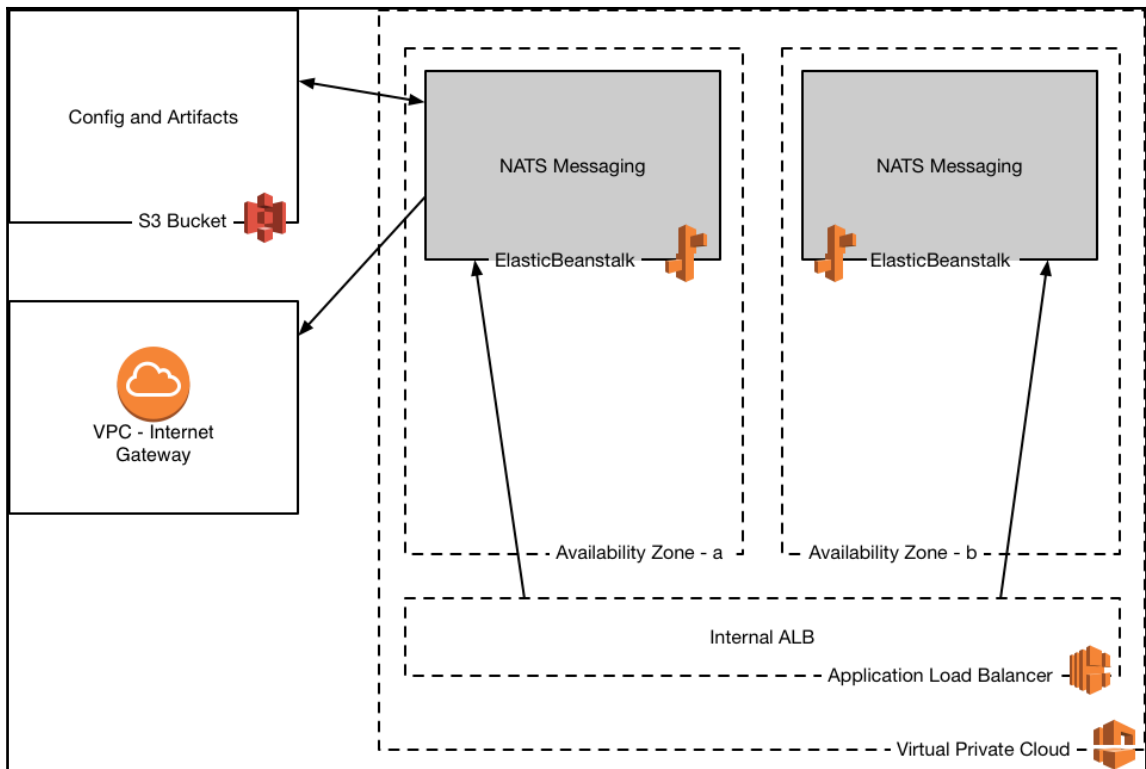 Config and Artifacts
S3 Bucket
VPC - Internet
Gateway
NATS Messaging
ElasticBeanstalk
Availability Zone - a
NATS Messaging
ElasticBeanstalk
Availability Zone - b
Internal ALB
Application Load Balancer
Virtual Private Cloud